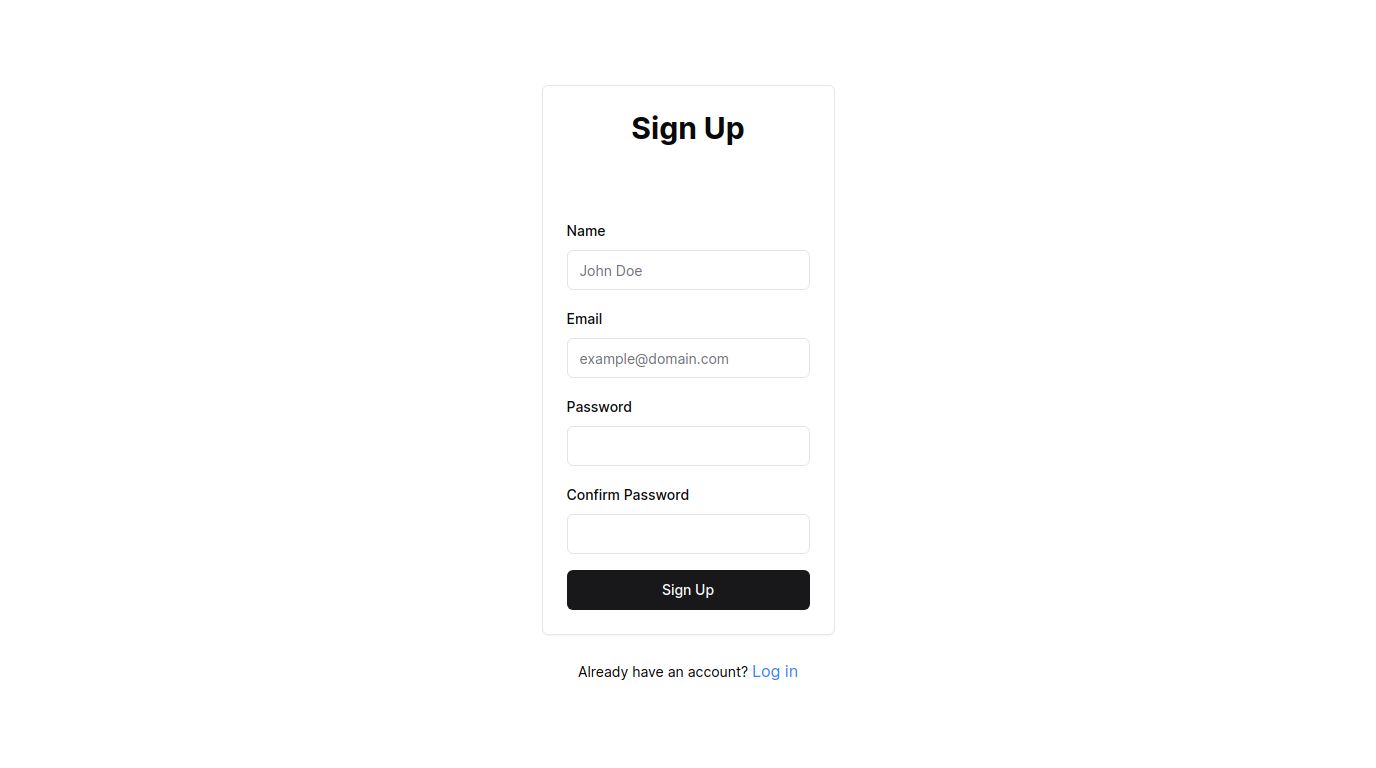 Sign Up
Name
John Doe
Email
example@domain.com
Password
Confirm Password
Sign Up
Already have an account? Log in